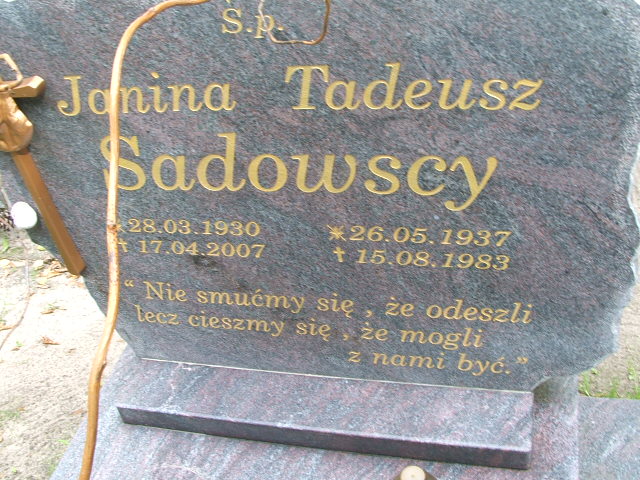 Ś.p.
Janina Tadeusz
Sadowscy
* 28.03.1930 * 26.05.1937
✝ 17.04.2007 ✝ 15.08.1983
“ Nie smućmy się , że odeszli
lecz cieszmy się , że mogli
z nami być.”